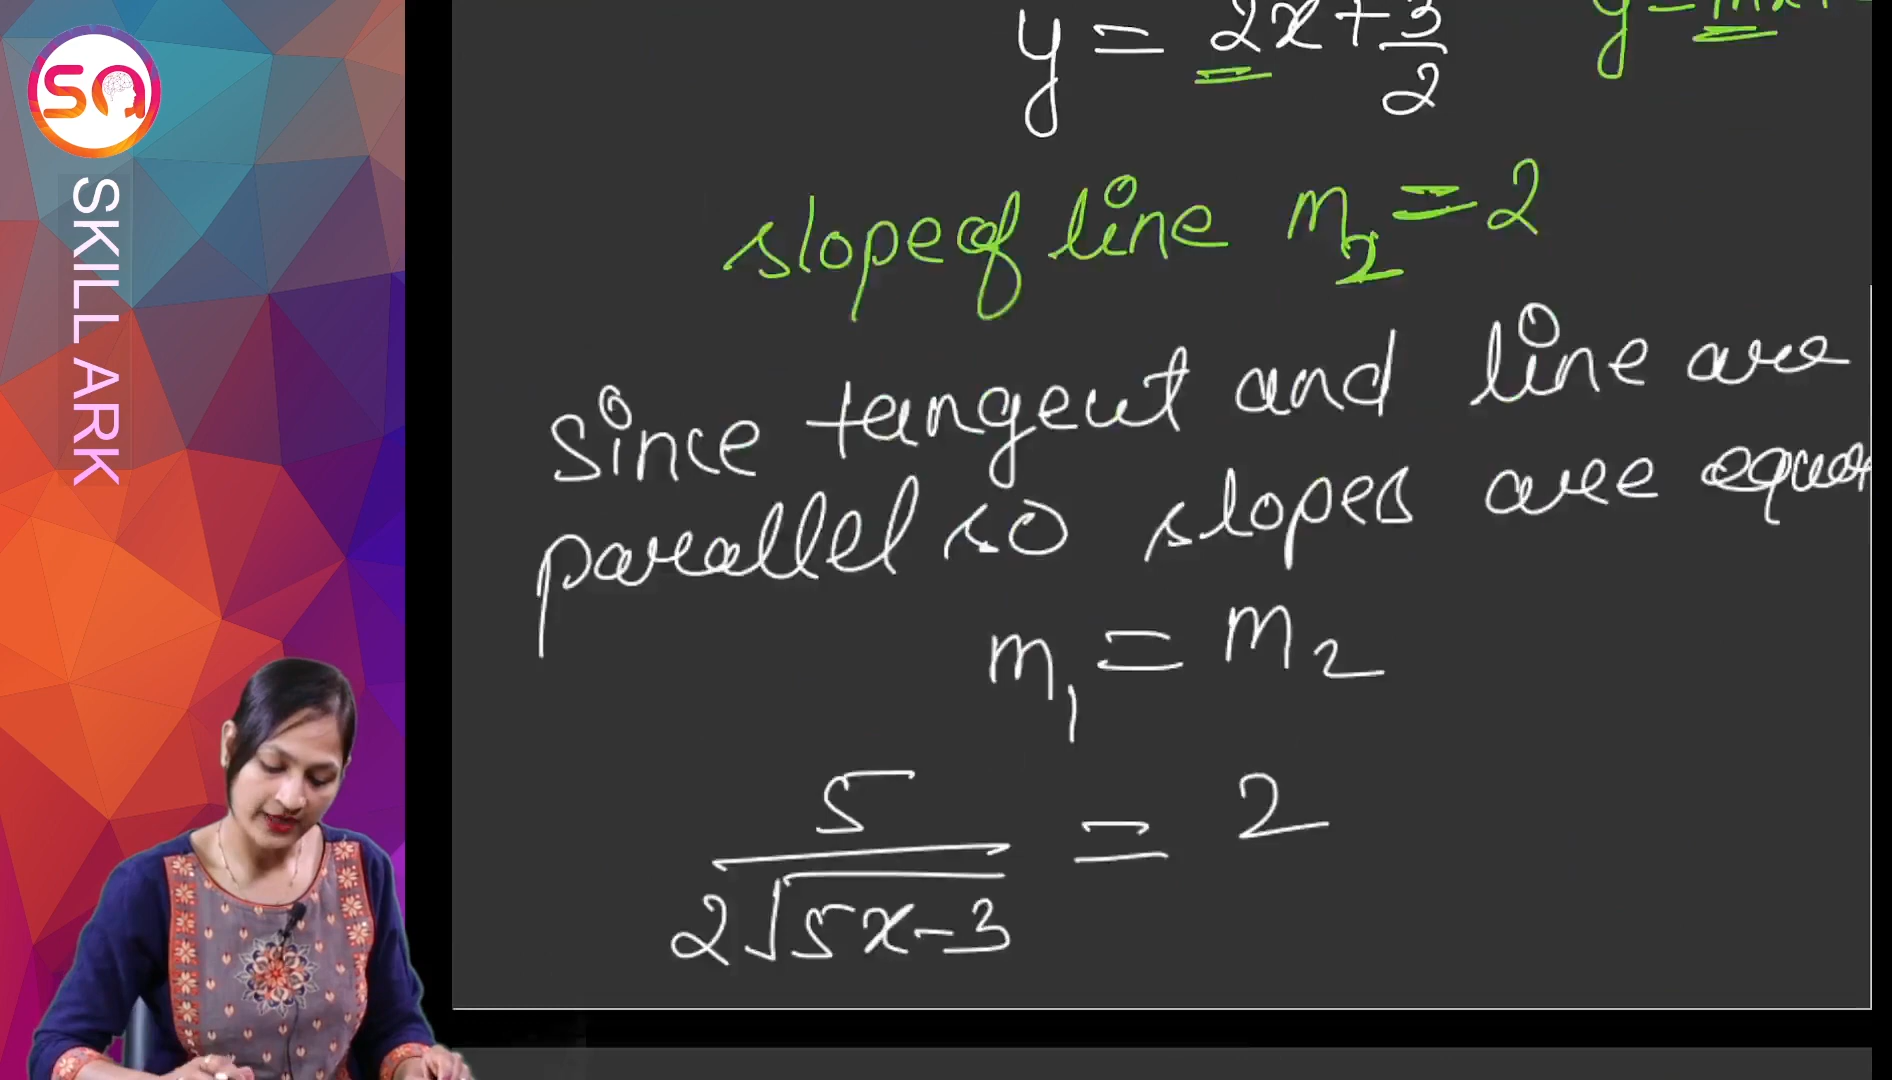 SKILL ARK
y = 2x + 3/2
slope of line m₂ = 2
Since tangent and line are
parallel so slopes are equal
m₁ = m₂
5/(2√(5x-3)) = 2